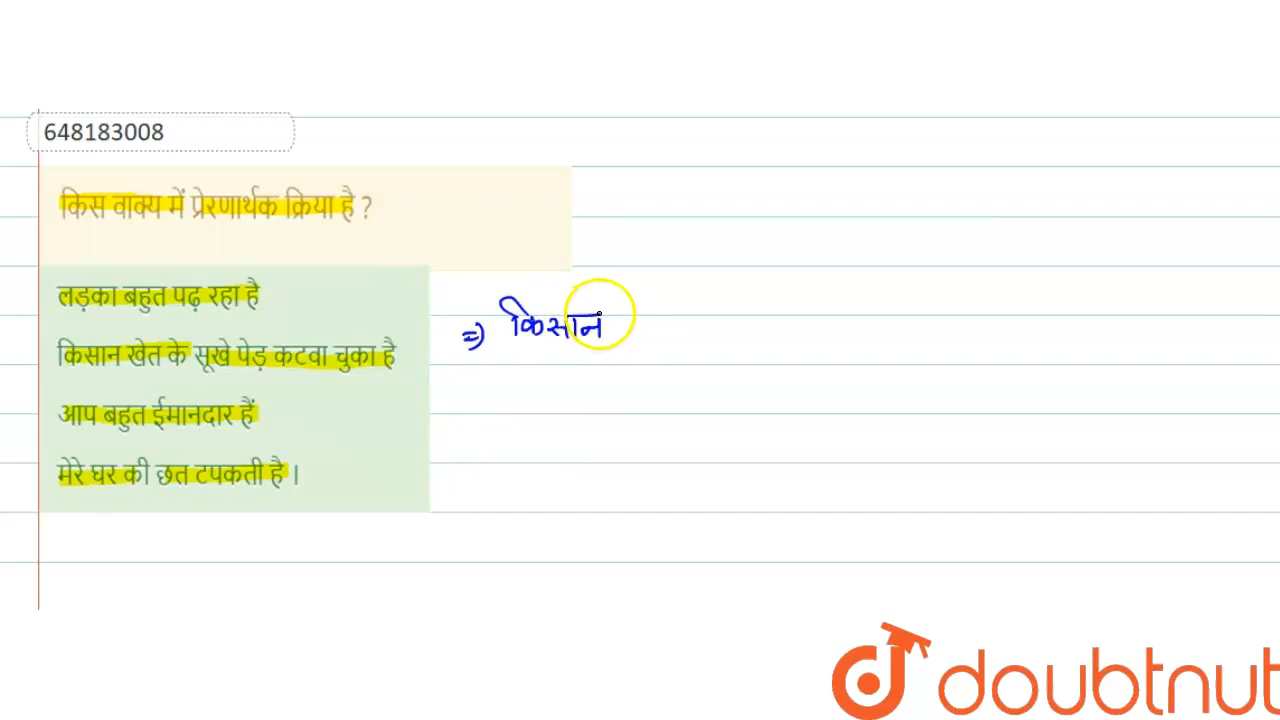 648183008
किस वाक्य में प्रेरणार्थक क्रिया है ?
लड़का बहुत पढ़ रहा है
किसान खेत के सूखे पेड़ कटवा चुका है
आप बहुत ईमानदार हैं
मेरे घर की छत टपकती है ।
=> किसान
doubtnut